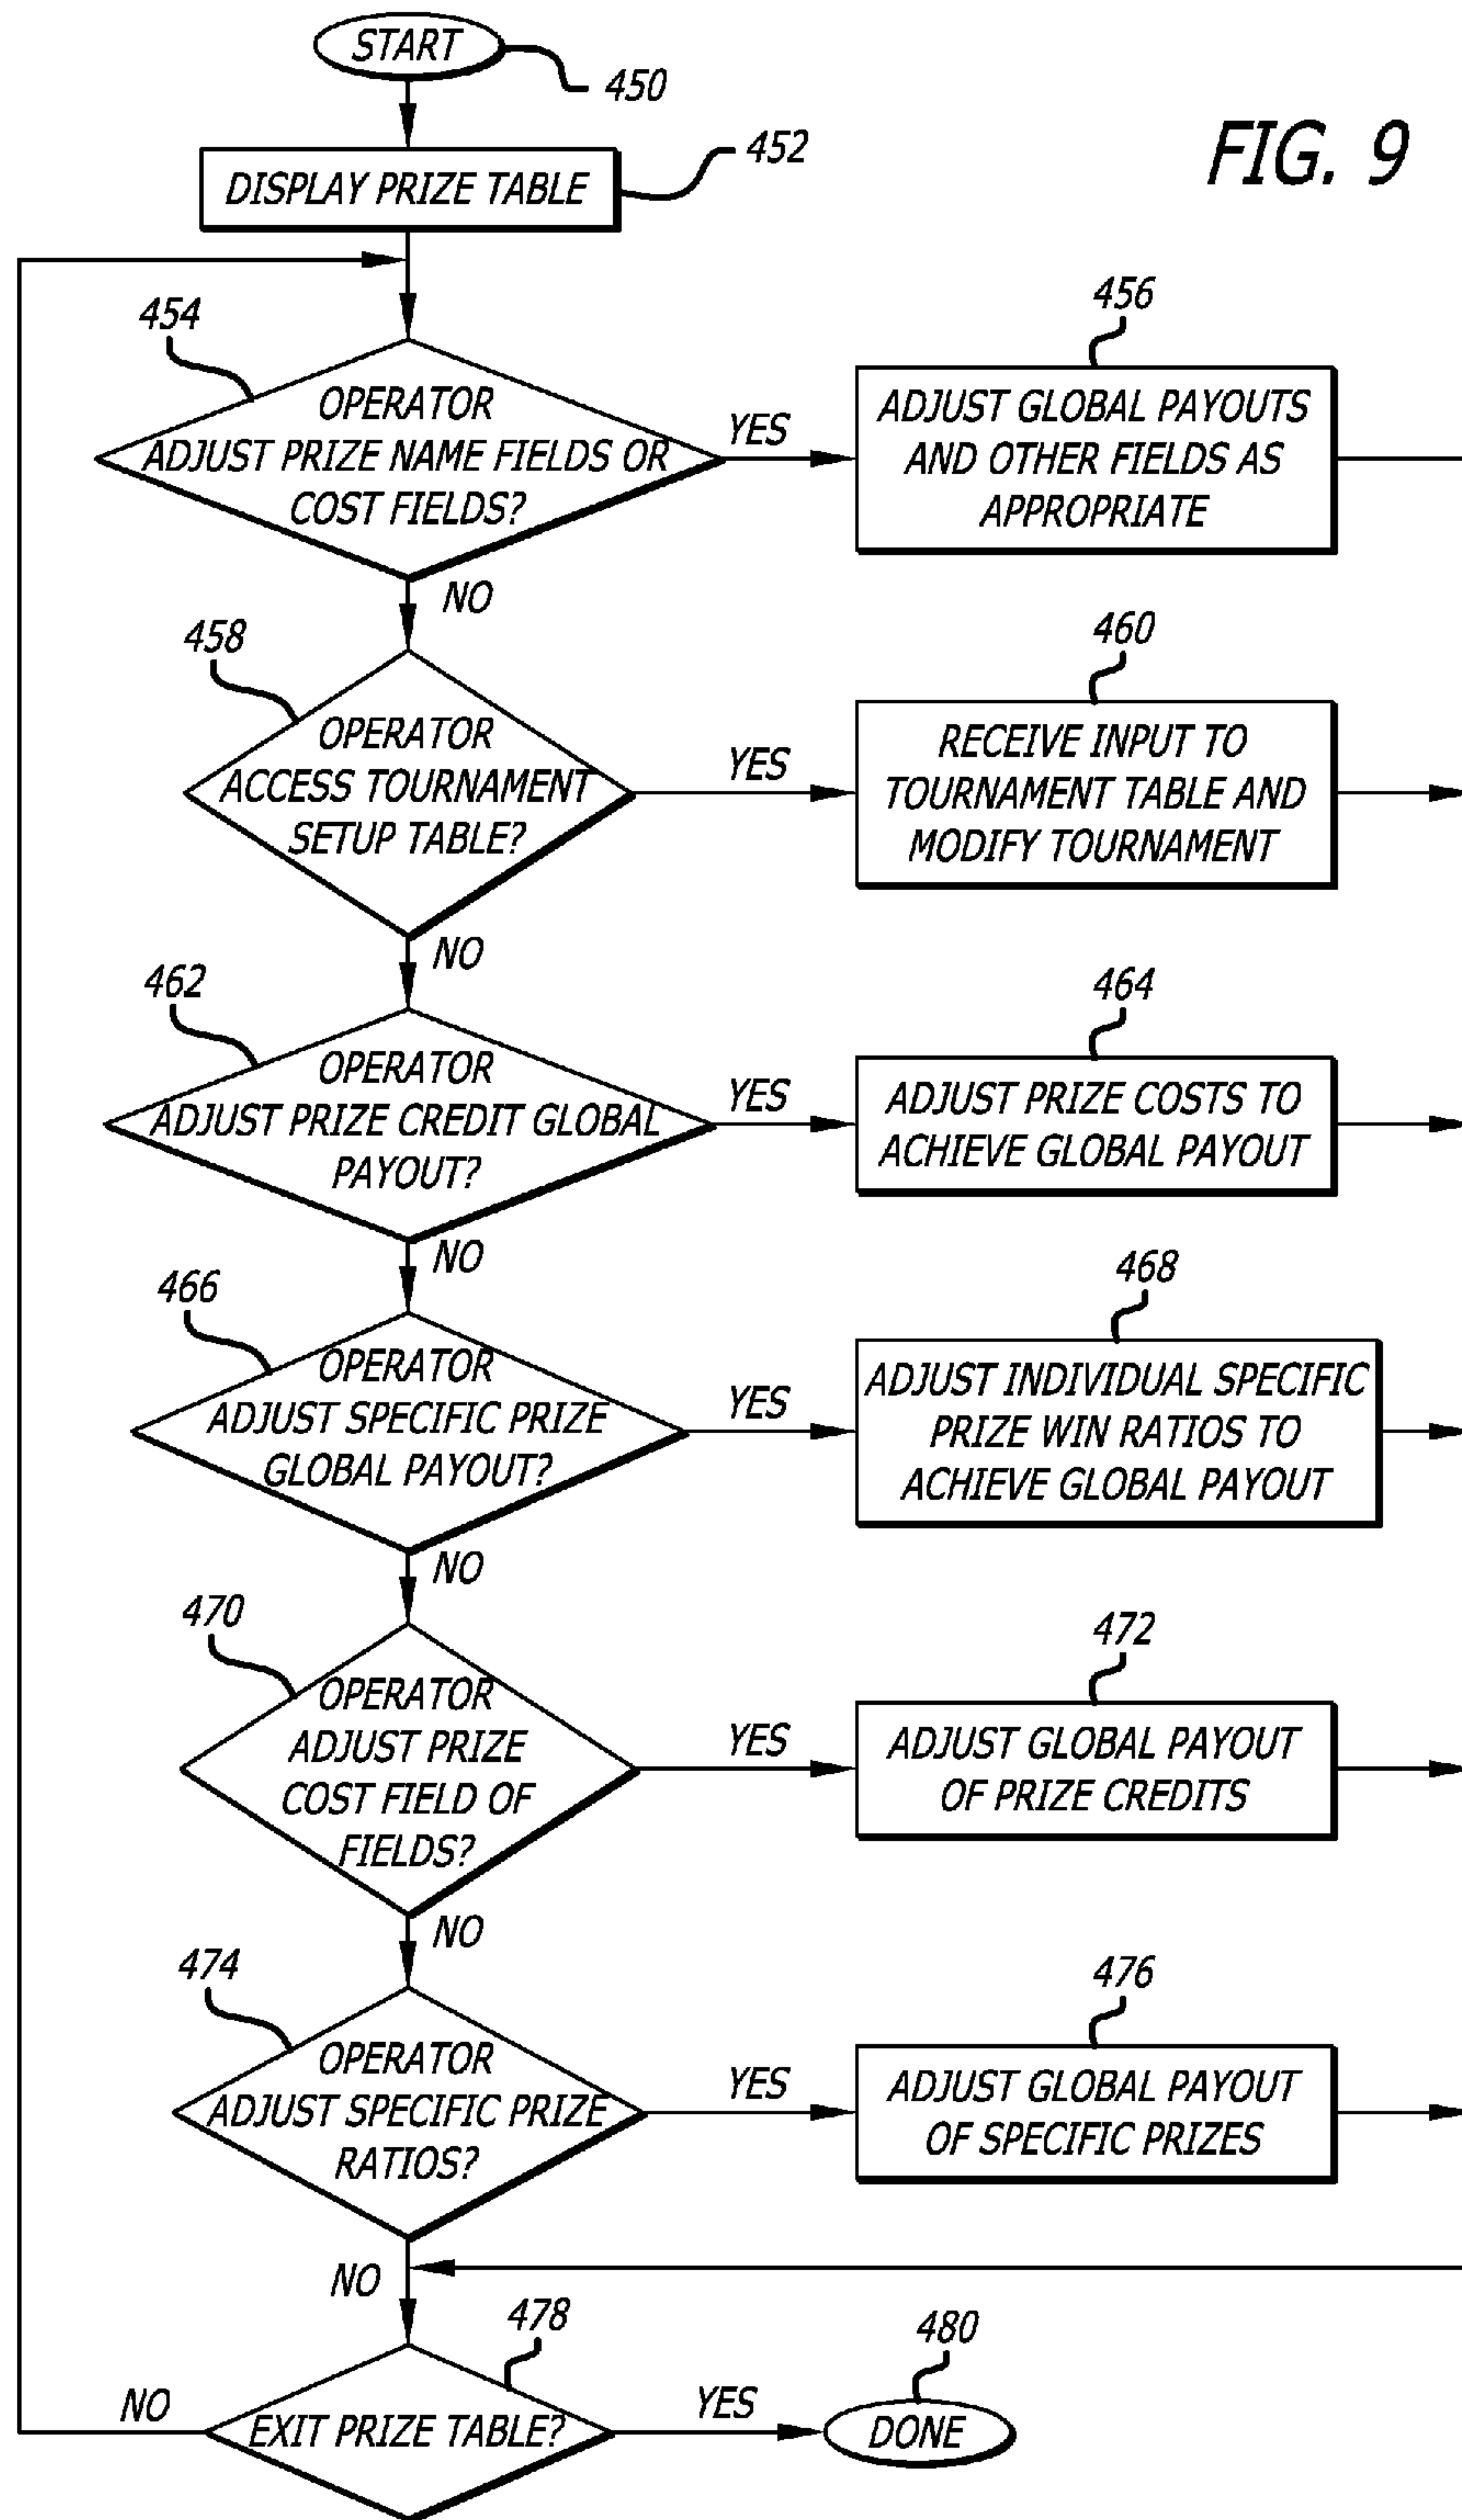 START
450
FIG. 9
DISPLAY PRIZE TABLE
452
454
OPERATOR
ADJUST PRIZE NAME FIELDS OR
COST FIELDS?
YES
NO
456
ADJUST GLOBAL PAYOUTS
AND OTHER FIELDS AS
APPROPRIATE
458
OPERATOR
ACCESS TOURNAMENT
SETUP TABLE?
YES
NO
460
RECEIVE INPUT TO
TOURNAMENT TABLE AND
MODIFY TOURNAMENT
462
OPERATOR
ADJUST PRIZE CREDIT GLOBAL
PAYOUT?
YES
NO
464
ADJUST PRIZE COSTS TO
ACHIEVE GLOBAL PAYOUT
466
OPERATOR
ADJUST SPECIFIC PRIZE
GLOBAL PAYOUT?
YES
NO
468
ADJUST INDIVIDUAL SPECIFIC
PRIZE WIN RATIOS TO
ACHIEVE GLOBAL PAYOUT
470
OPERATOR
ADJUST PRIZE
COST FIELD OF
FIELDS?
YES
NO
472
ADJUST GLOBAL PAYOUT
OF PRIZE CREDITS
474
OPERATOR
ADJUST SPECIFIC PRIZE
RATIOS?
YES
NO
476
ADJUST GLOBAL PAYOUT
OF SPECIFIC PRIZES
478
EXIT PRIZE TABLE?
NO
YES
480
DONE